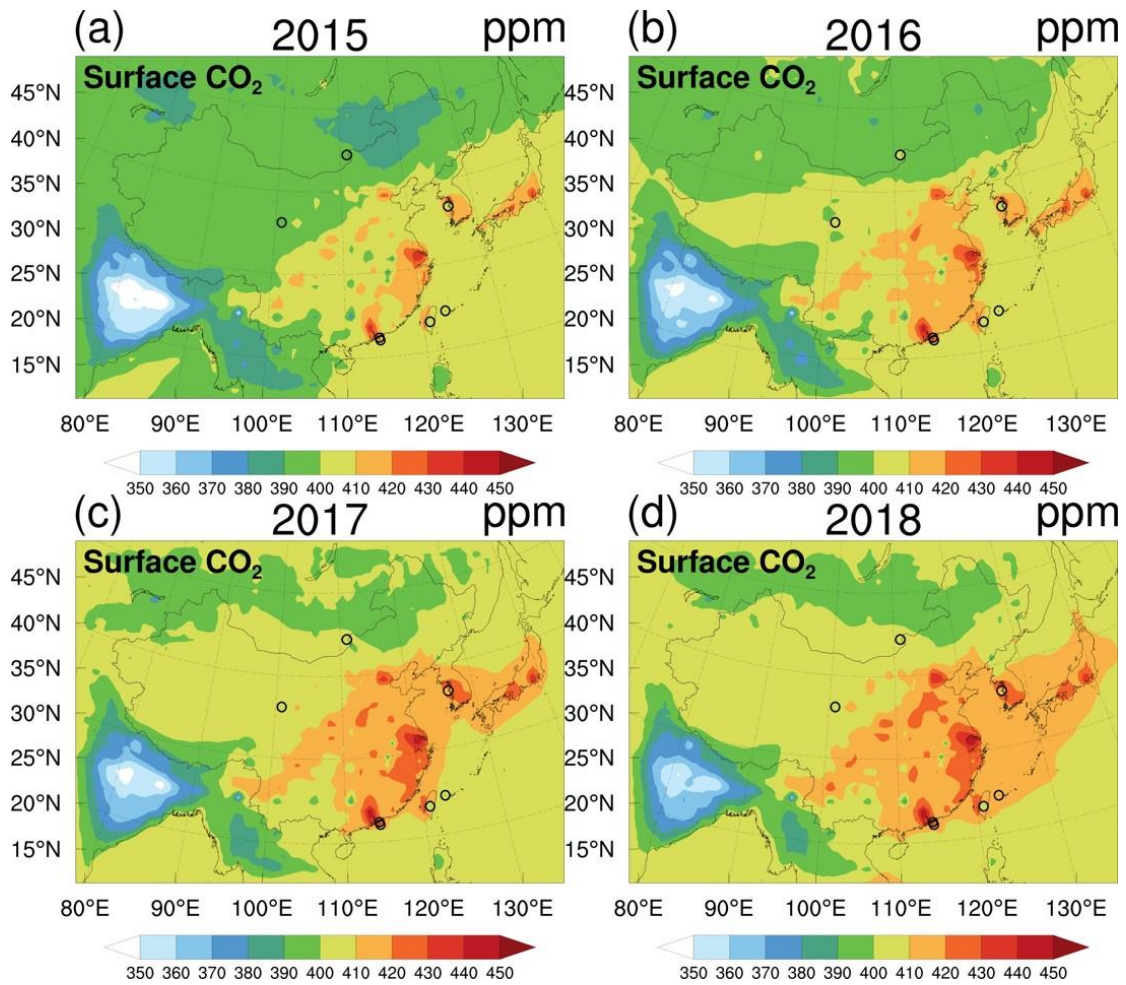 (a) 2015 ppm
Surface CO₂
45°N
40°N
35°N
30°N
25°N
20°N
15°N
80°E 90°E 100°E 110°E 120°E 130°E
350 360 370 380 390 400 410 420 430 440 450
(b) 2016 ppm
Surface CO₂
45°N
40°N
35°N
30°N
25°N
20°N
15°N
80°E 90°E 100°E 110°E 120°E 130°E
350 360 370 380 390 400 410 420 430 440 450
(c) 2017 ppm
Surface CO₂
45°N
40°N
35°N
30°N
25°N
20°N
15°N
80°E 90°E 100°E 110°E 120°E 130°E
350 360 370 380 390 400 410 420 430 440 450
(d) 2018 ppm
Surface CO₂
45°N
40°N
35°N
30°N
25°N
20°N
15°N
80°E 90°E 100°E 110°E 120°E 130°E
350 360 370 380 390 400 410 420 430 440 450